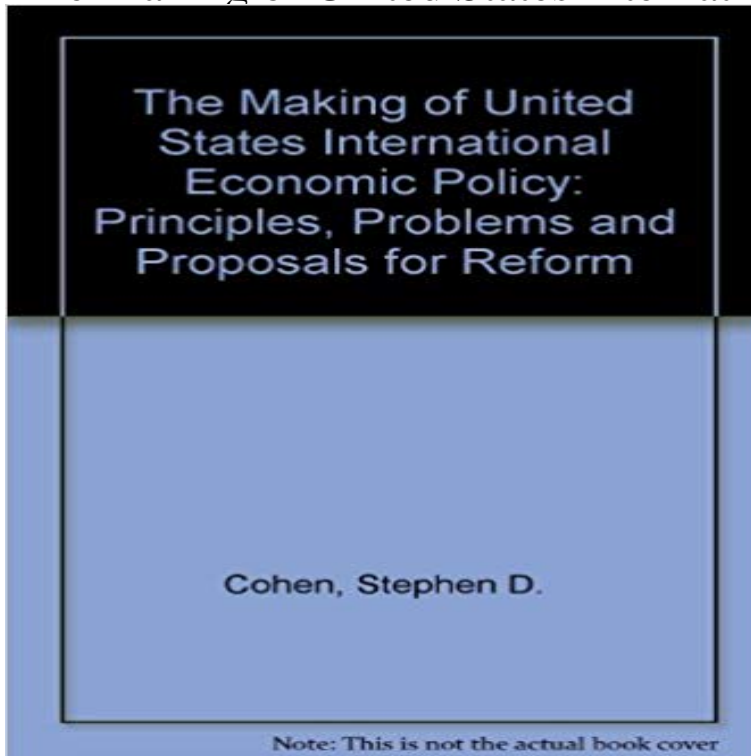 The Making of United
States International
Economic Policy:
Principles, Problems and
Proposals for Reform
Cohen, Stephen D.
Note: This is not the actual book cover